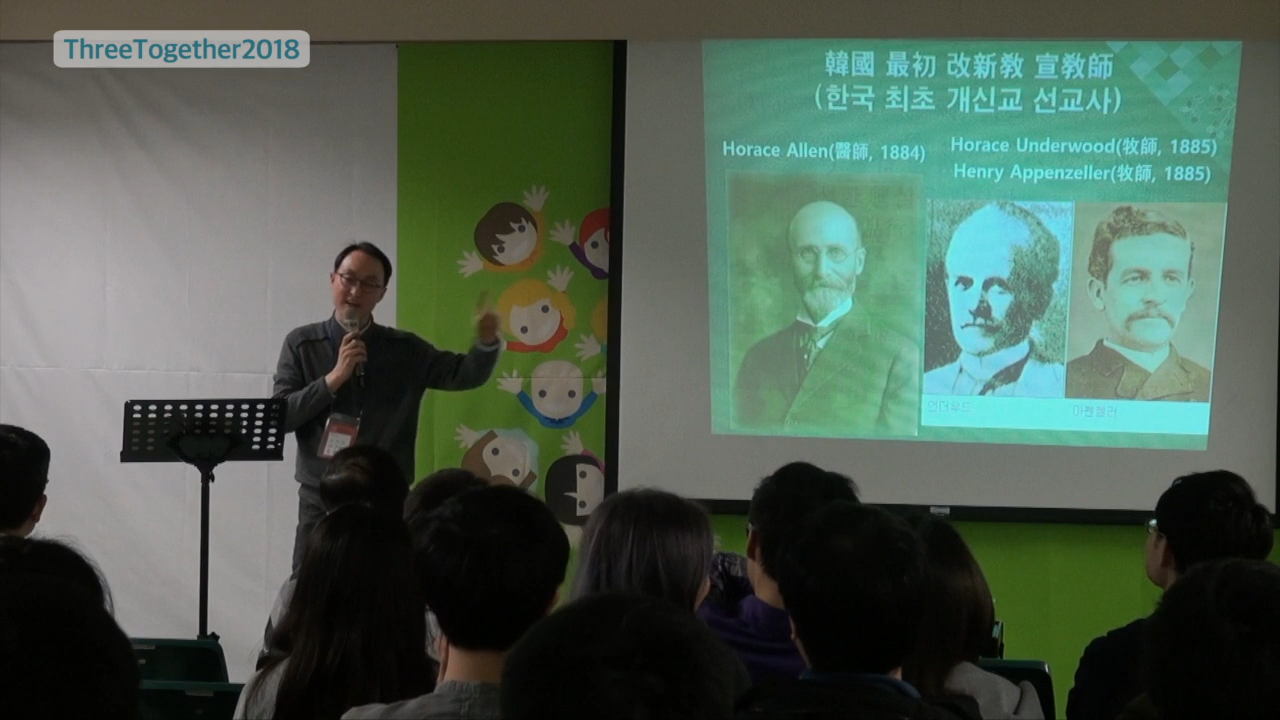 ThreeTogether2018
韓國 最初 改新教 宣教師
(한국 최초 개신교 선교사)
Horace Allen(醫師, 1884)
Horace Underwood(牧師, 1885)
Henry Appenzeller(牧師, 1885)
언더우드
아펜젤러